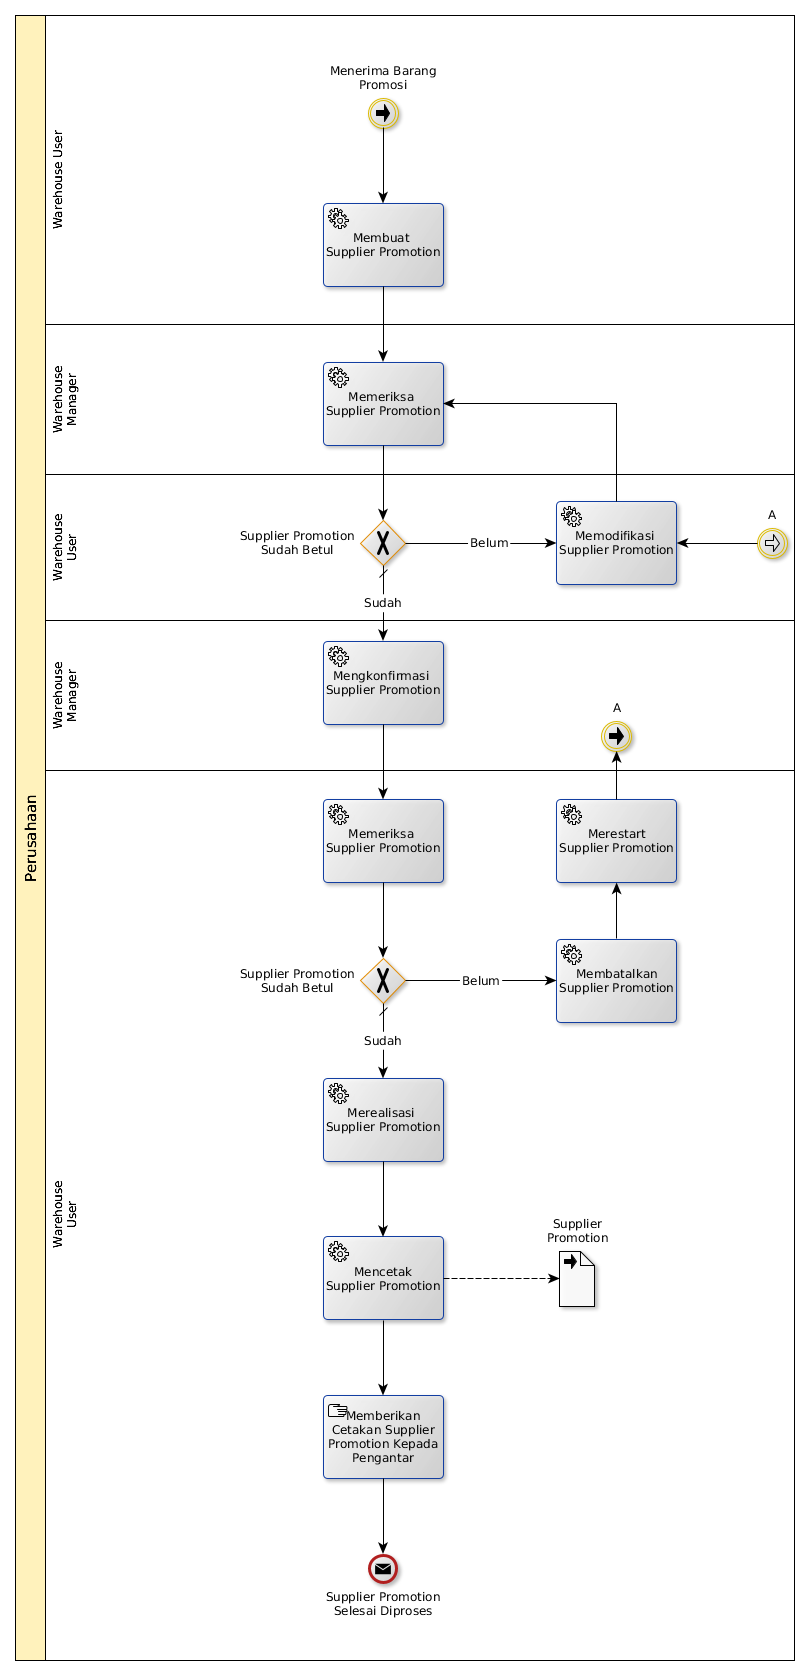 Perusahaan
Warehouse User
Menerima Barang
Promosi
Membuat
Supplier Promotion
Warehouse
Manager
Memeriksa
Supplier Promotion
Warehouse
User
Supplier Promotion
Sudah Betul
Belum
Memodifikasi
Supplier Promotion
A
Sudah
Warehouse
Manager
Mengkonfirmasi
Supplier Promotion
A
Warehouse
User
Memeriksa
Supplier Promotion
Merestart
Supplier Promotion
Supplier Promotion
Sudah Betul
Belum
Membatalkan
Supplier Promotion
Sudah
Merealisasi
Supplier Promotion
Mencetak
Supplier Promotion
Supplier
Promotion
Memberikan
Cetakan Supplier
Promotion Kepada
Pengantar
Supplier Promotion
Selesai Diproses